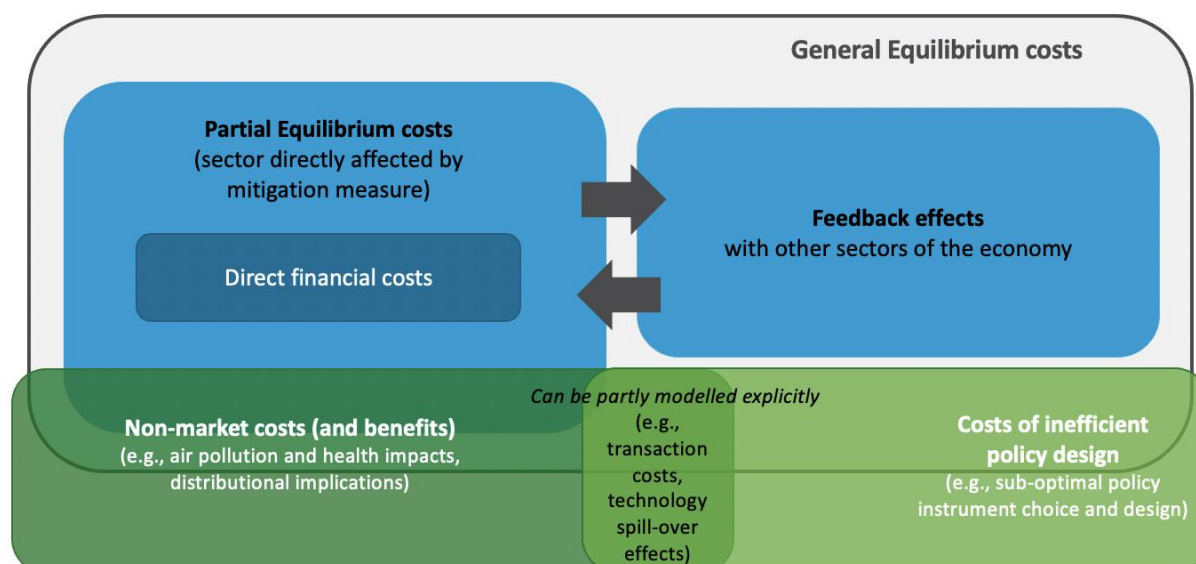 General Equilibrium costs
Partial Equilibrium costs
(sector directly affected by
mitigation measure)
Direct financial costs
Feedback effects
with other sectors of the economy
Non-market costs (and benefits)
(e.g., air pollution and health impacts,
distributional implications)
Can be partly modelled explicitly
(e.g.,
transaction
costs,
technology
spill-over
effects)
Costs of inefficient
policy design
(e.g., sub-optimal policy
instrument choice and design)